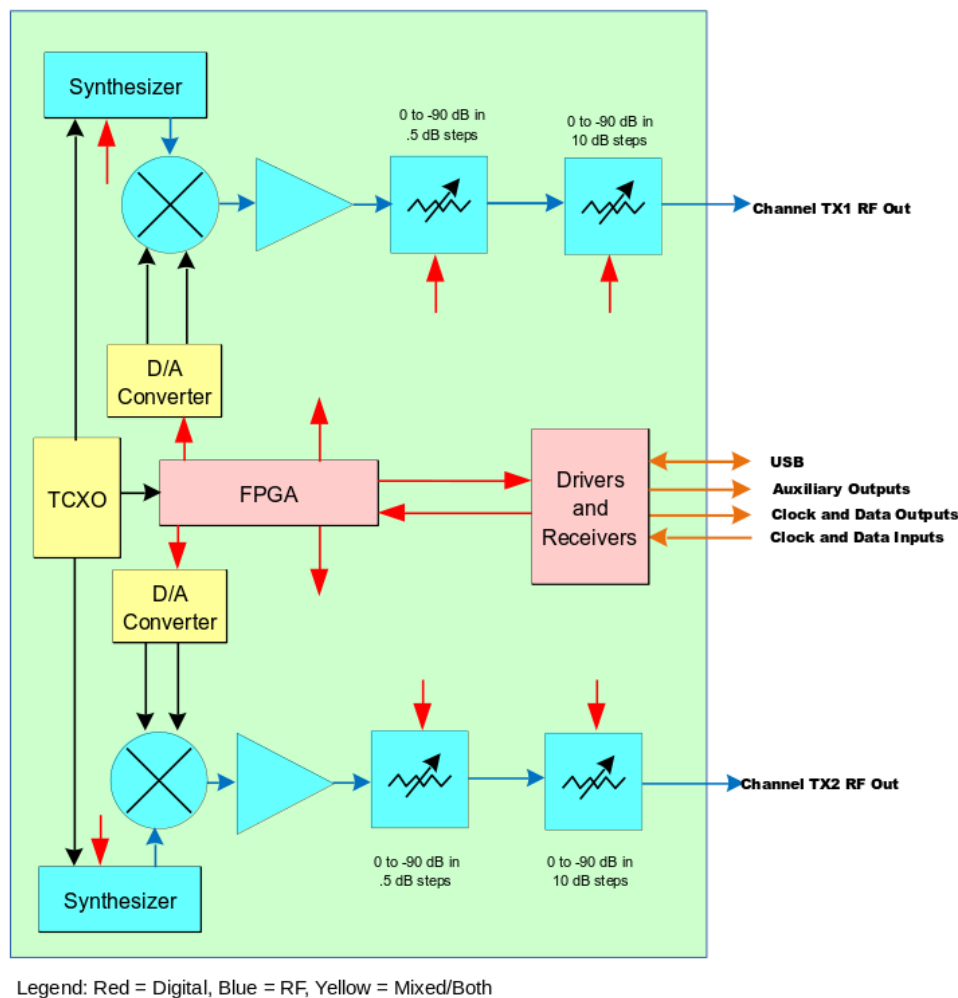 Synthesizer
0 to -90 dB in
.5 dB steps
0 to -90 dB in
10 dB steps
Channel TX1 RF Out
D/A
Converter
TCXO
FPGA
Drivers
and
Receivers
USB
Auxiliary Outputs
Clock and Data Outputs
Clock and Data Inputs
D/A
Converter
Channel TX2 RF Out
0 to -90 dB in
.5 dB steps
0 to -90 dB in
10 dB steps
Synthesizer
Legend: Red = Digital, Blue = RF, Yellow = Mixed/Both